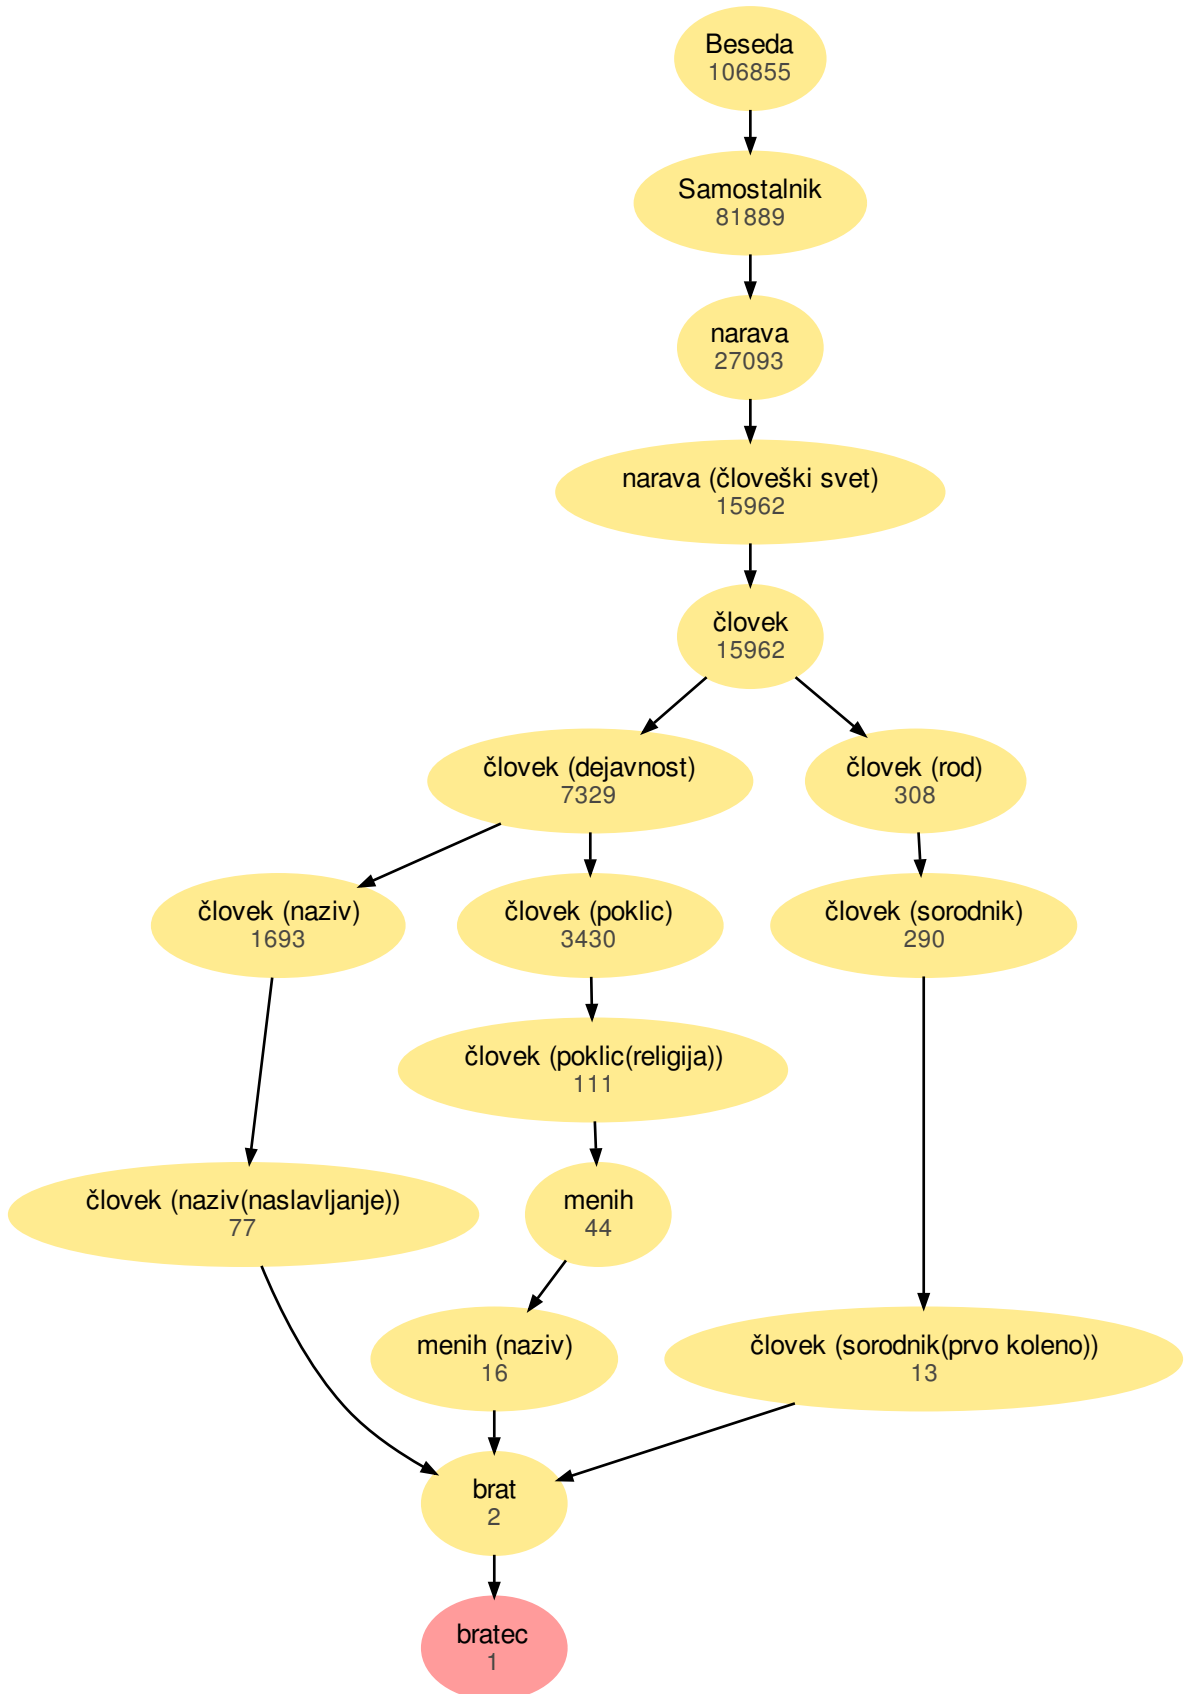 Beseda
106855
Samostalnik
81889
narava
27093
narava (človeški svet)
15962
človek
15962
človek (dejavnost)
7329
človek (rod)
308
človek (naziv)
1693
človek (poklic)
3430
človek (sorodnik)
290
človek (poklic(religija))
111
človek (naziv(naslavljanje))
77
menih
44
menih (naziv)
16
človek (sorodnik(prvo koleno))
13
brat
2
bratec
1